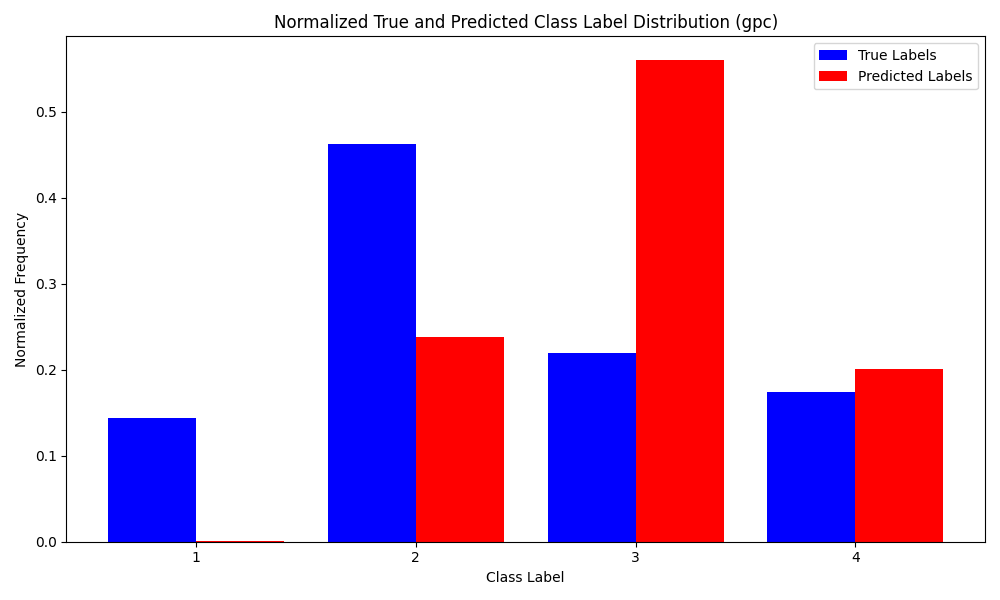 Normalized True and Predicted Class Label Distribution (gpc)
True Labels
Predicted Labels
Normalized Frequency
0.5
0.4
0.3
0.2
0.1
0.0
1
2
3
4
Class Label